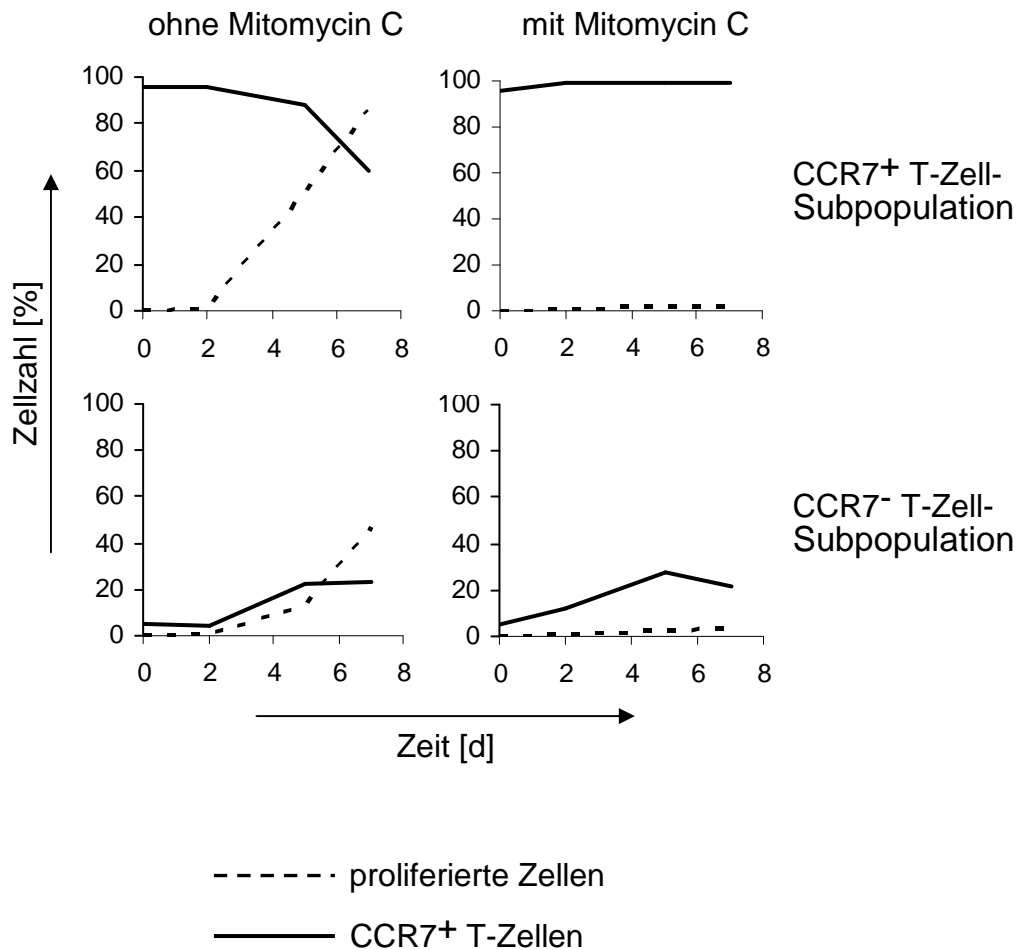 ohne Mitomycin C
mit Mitomycin C
100
80
60
40
20
0
0 2 4 6 8
100
80
60
40
20
0
0 2 4 6 8
CCR7+ T-Zell-
Subpopulation
Zellzahl [%]
100
80
60
40
20
0
0 2 4 6 8
100
80
60
40
20
0
0 2 4 6 8
CCR7- T-Zell-
Subpopulation
Zeit [d]
proliferierte Zellen
CCR7+ T-Zellen